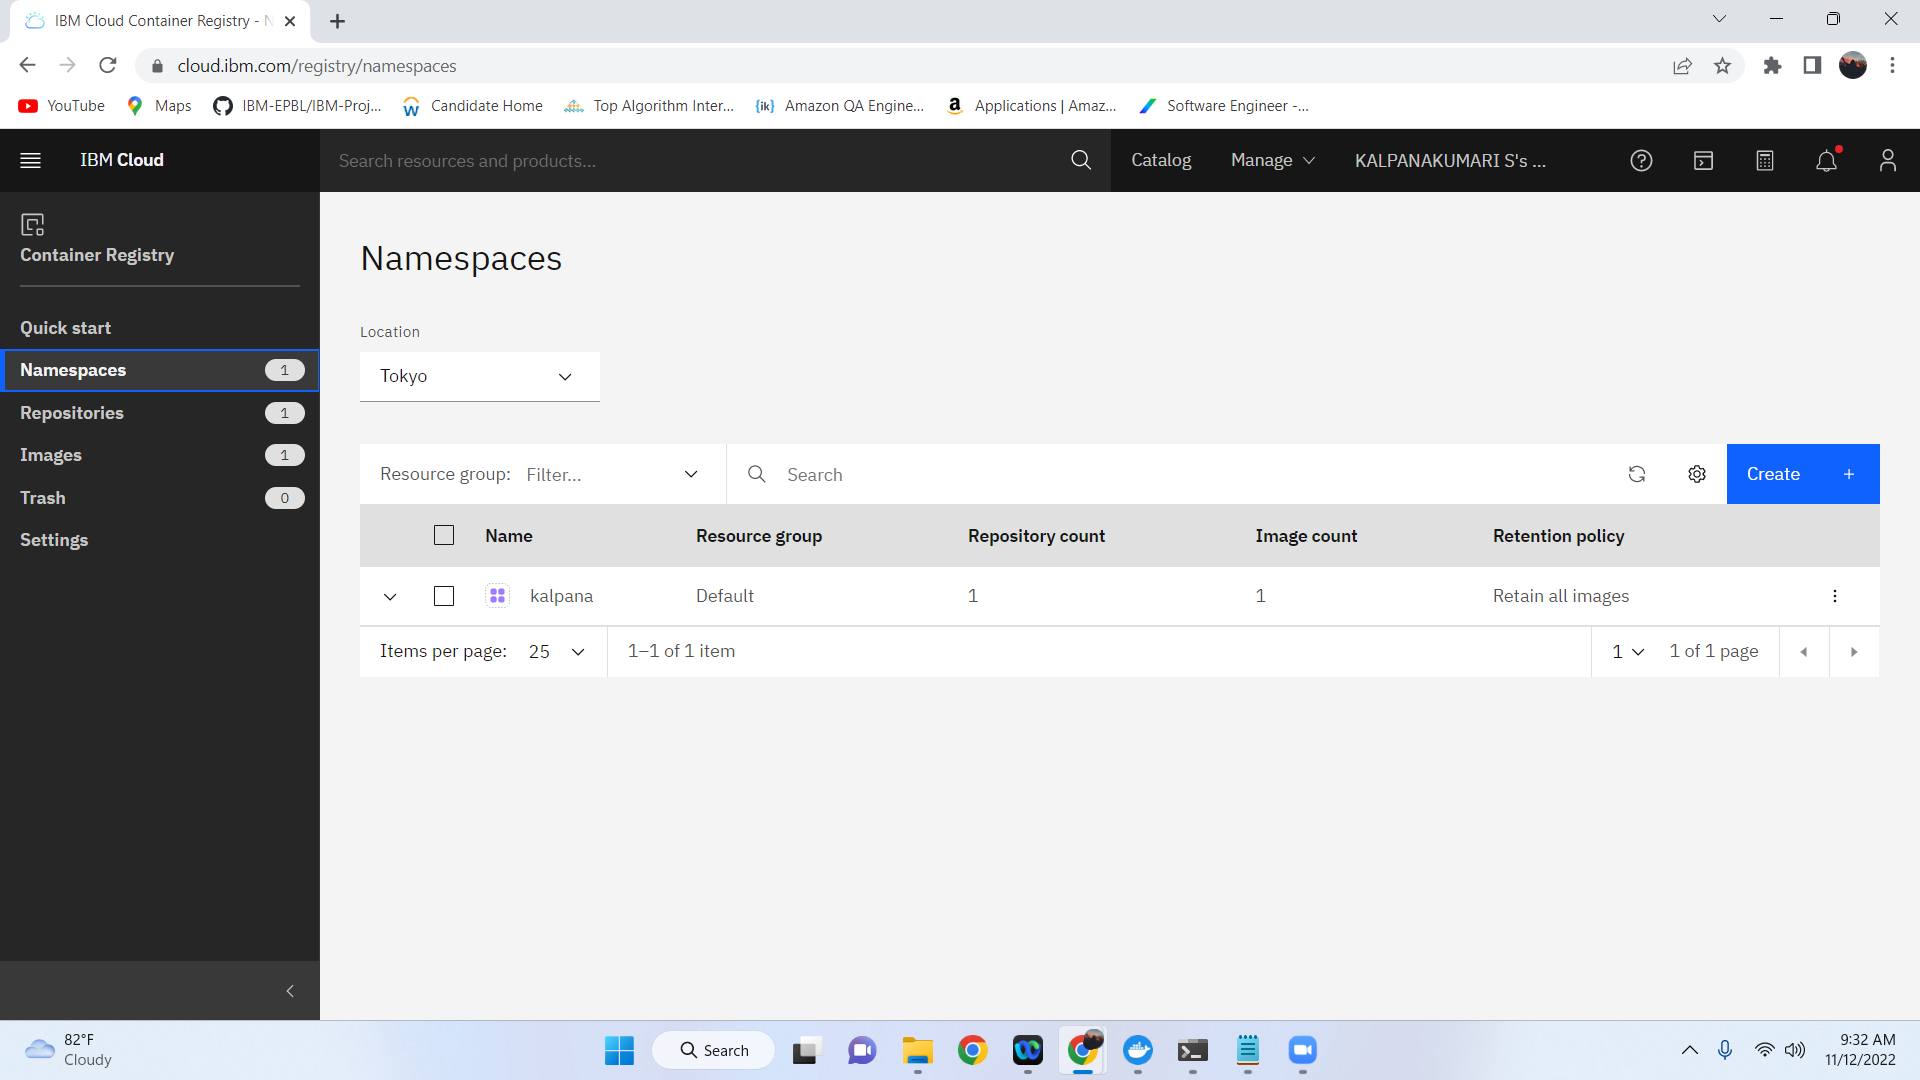 IBM Cloud Container Registry - N
cloud.ibm.com/registry/namespaces
YouTube
Maps
IBM-EPBL/IBM-Proj...
Candidate Home
Top Algorithm Inter...
{ik} Amazon QA Engine...
a Applications | Amaz...
Software Engineer -...
IBM Cloud
Search resources and products...
Catalog
Manage
KALPANAKUMARI S's ...
Container Registry
Quick start
Namespaces 1
Repositories 1
Images 1
Trash 0
Settings
Namespaces
Location
Tokyo
Resource group: Filter...
Search
Create +
Name Resource group Repository count Image count Retention policy
kalpana Default 1 1 Retain all images
Items per page: 25 1–1 of 1 item 1 1 of 1 page
82°F
Cloudy
Search
9:32 AM
11/12/2022